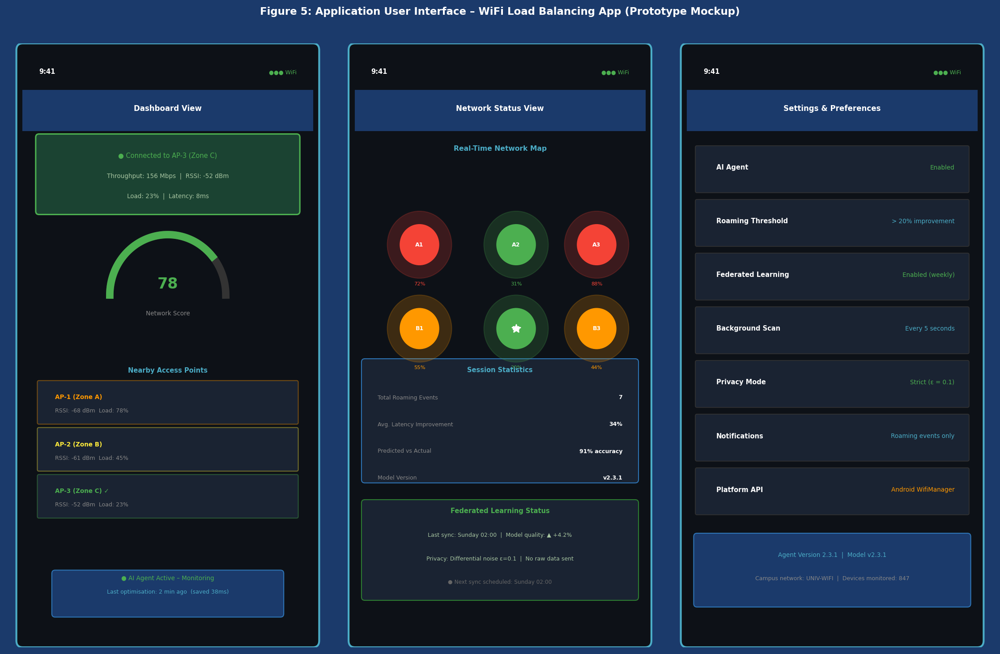 Figure 5: Application User Interface – WiFi Load Balancing App (Prototype Mockup)
9:41
●●● WiFi
Dashboard View
● Connected to AP-3 (Zone C)
Throughput: 156 Mbps | RSSI: -52 dBm
Load: 23% | Latency: 8ms
78
Network Score
Nearby Access Points
AP-1 (Zone A)
RSSI: -68 dBm Load: 78%
AP-2 (Zone B)
RSSI: -61 dBm Load: 45%
AP-3 (Zone C) ✓
RSSI: -52 dBm Load: 23%
● AI Agent Active – Monitoring
Last optimisation: 2 min ago (saved 38ms)
9:41
●●● WiFi
Network Status View
Real-Time Network Map
A1
A2
A3
72%
31%
88%
B1
★
B3
55%
44%
Session Statistics
Total Roaming Events 7
Avg. Latency Improvement 34%
Predicted vs Actual 91% accuracy
Model Version v2.3.1
Federated Learning Status
Last sync: Sunday 02:00 | Model quality: ▲ +4.2%
Privacy: Differential noise ε=0.1 | No raw data sent
● Next sync scheduled: Sunday 02:00
9:41
●●● WiFi
Settings & Preferences
AI Agent Enabled
Roaming Threshold > 20% improvement
Federated Learning Enabled (weekly)
Background Scan Every 5 seconds
Privacy Mode Strict (ε = 0.1)
Notifications Roaming events only
Platform API Android WifiManager
Agent Version 2.3.1 | Model v2.3.1
Campus network: UNIV-WIFI | Devices monitored: 847